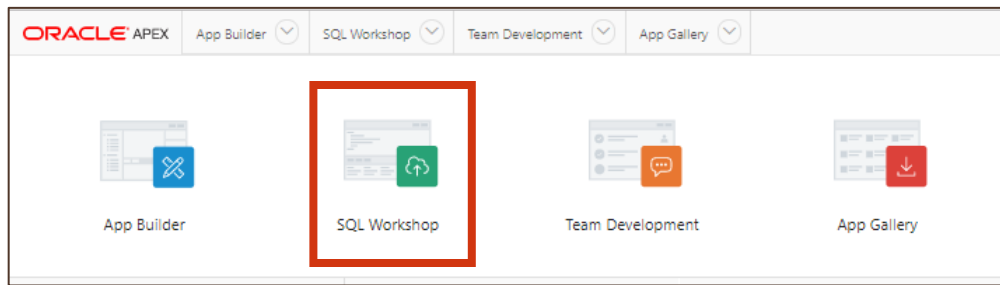 ORACLE APEX App Builder SQL Workshop Team Development App Gallery
App Builder SQL Workshop Team Development App Gallery